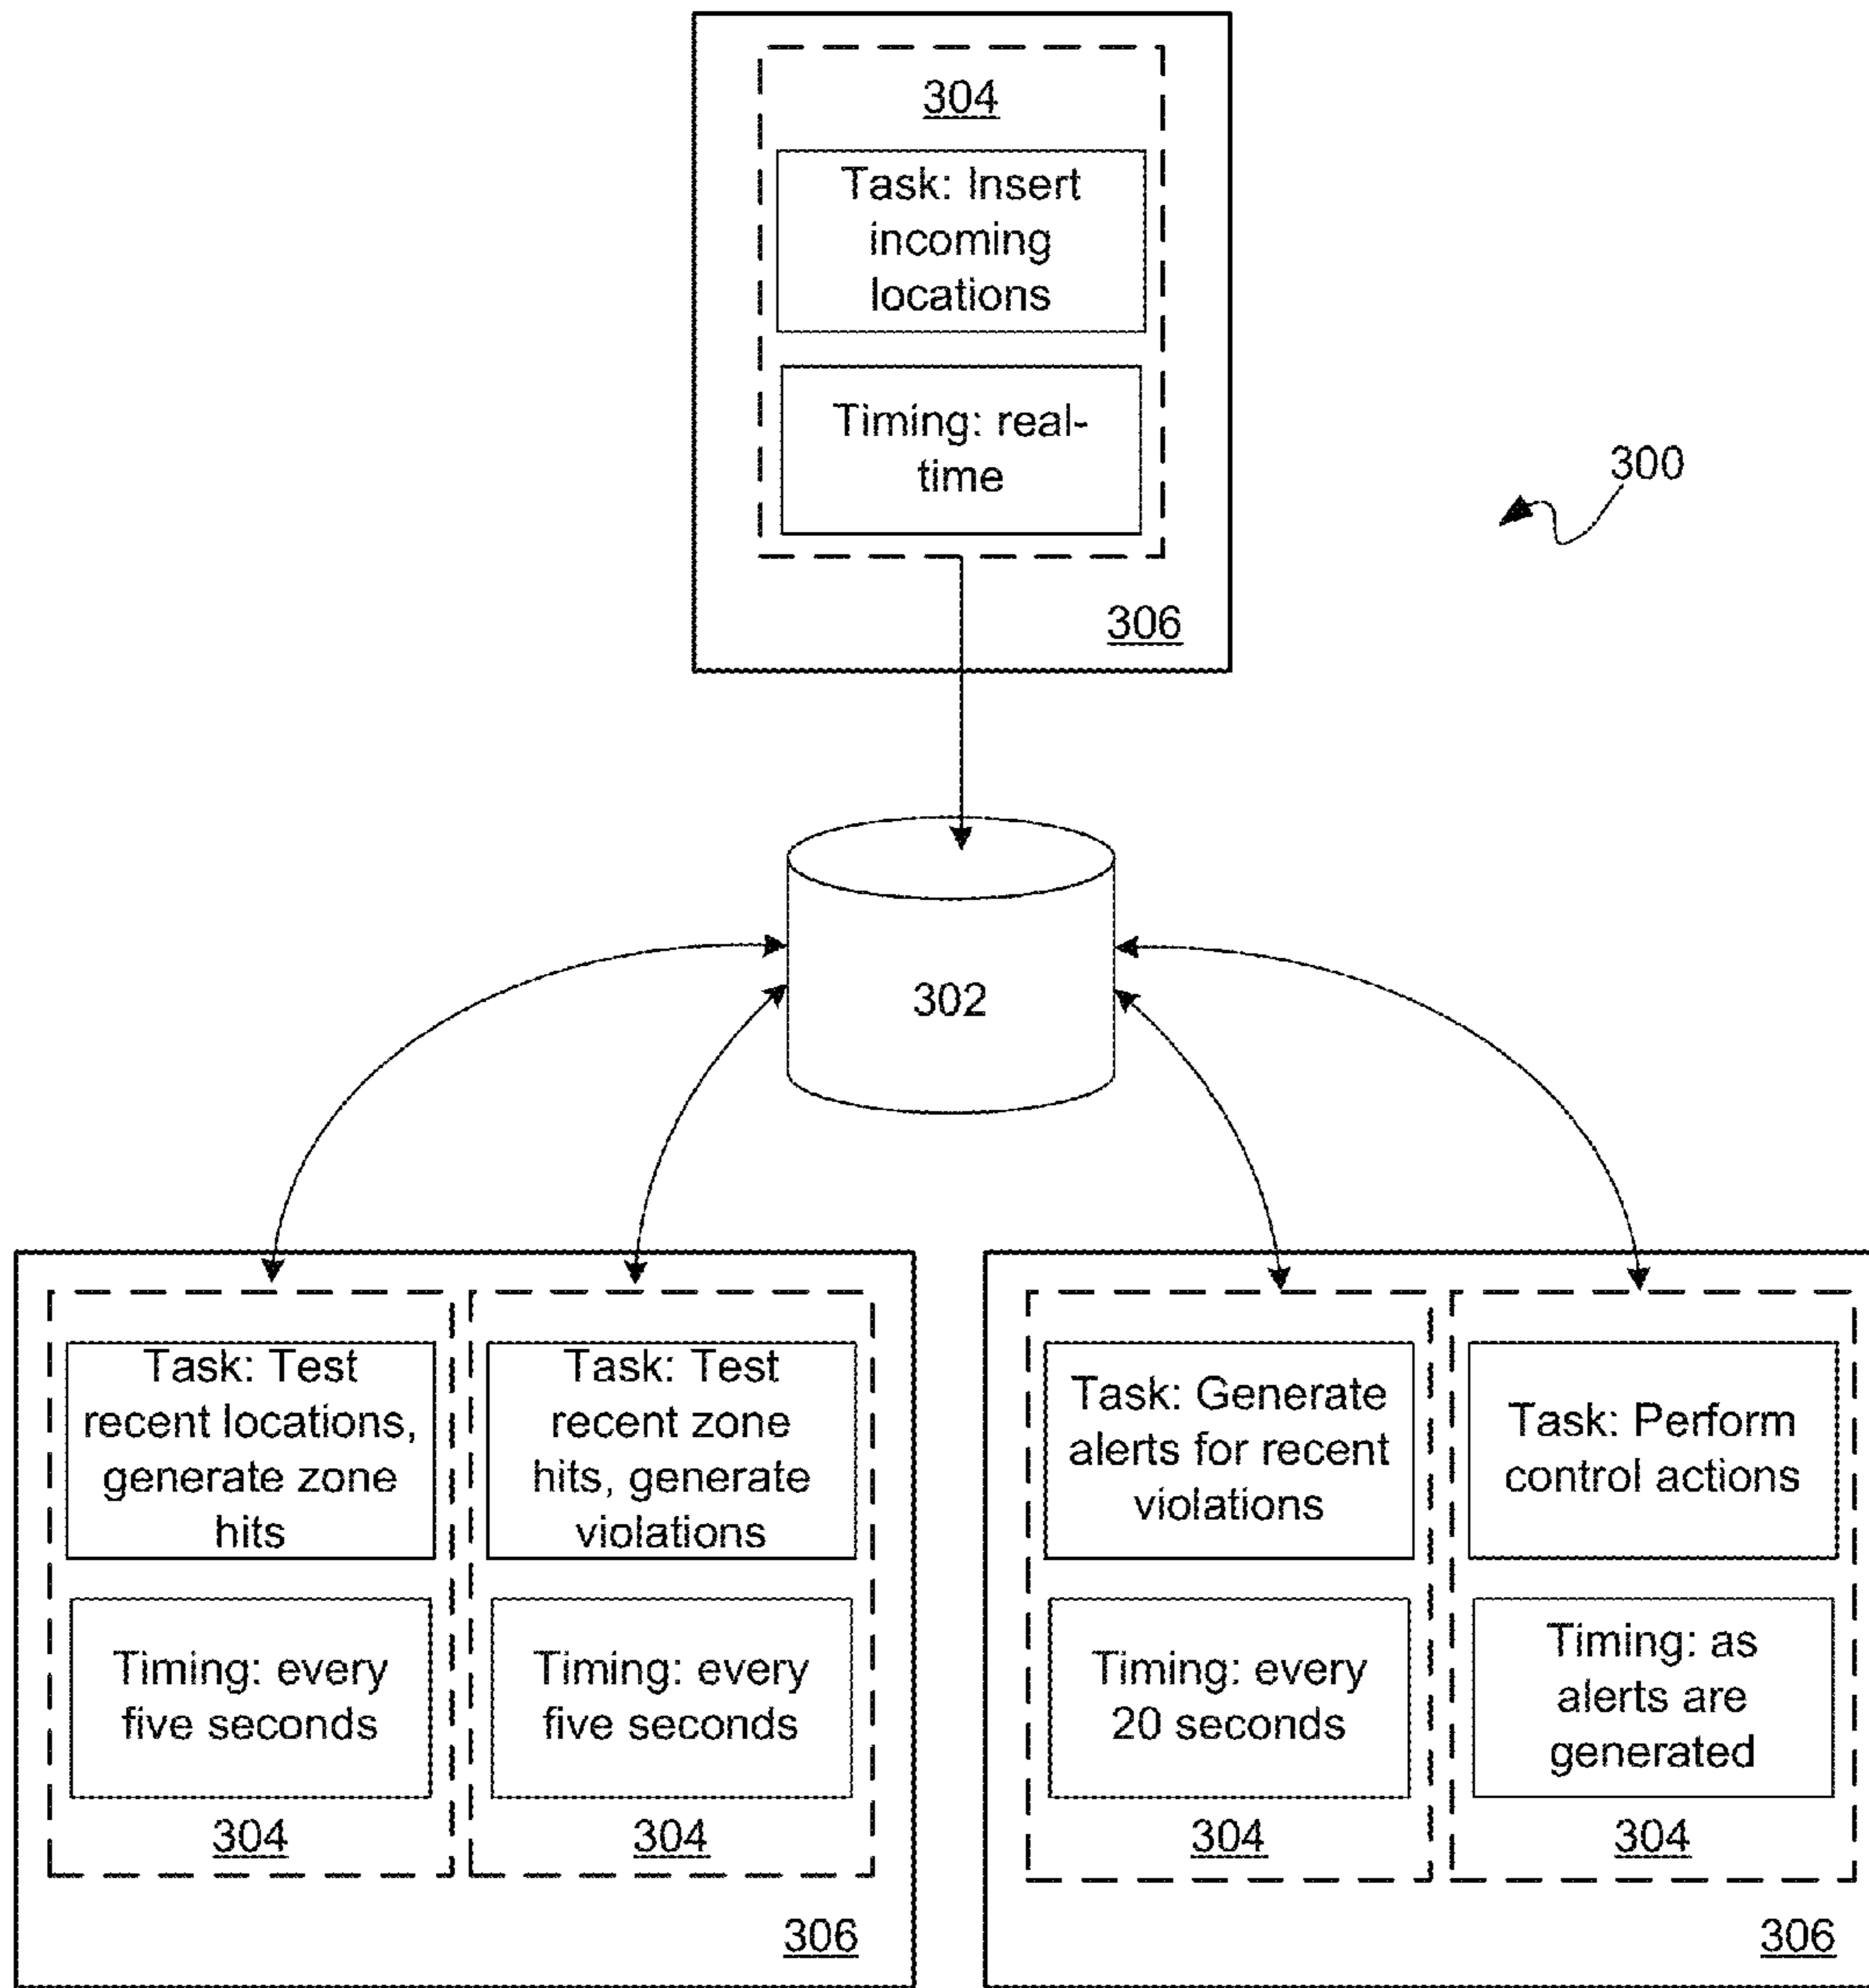 304
Task: Insert
incoming
locations
Timing: real-
time
306
300
302
Task: Test
recent locations,
generate zone
hits
Timing: every
five seconds
304
Task: Test
recent zone
hits, generate
violations
Timing: every
five seconds
304
306
Task: Generate
alerts for recent
violations
Timing: every
20 seconds
304
Task: Perform
control actions
Timing: as
alerts are
generated
304
306